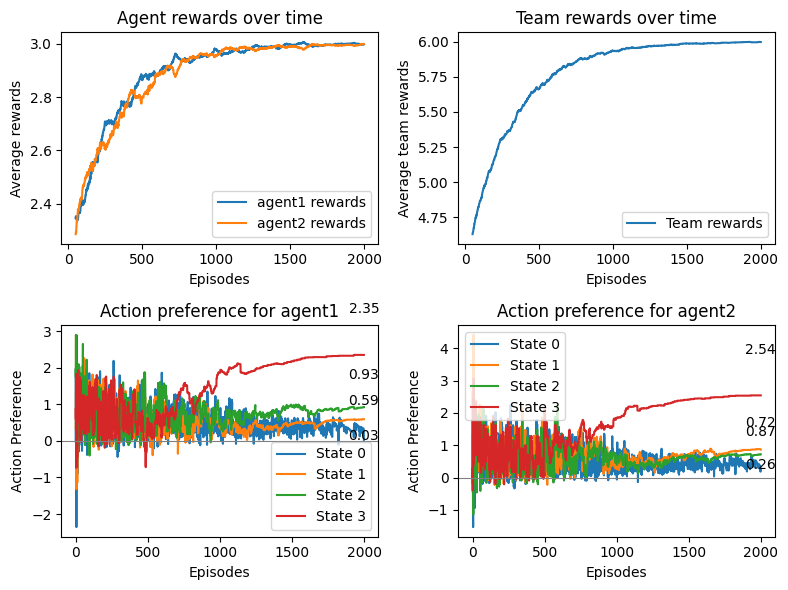 Agent rewards over time
Average rewards
3.0
2.8
2.6
2.4
agent1 rewards
agent2 rewards
0
500
1000
1500
2000
Episodes
Team rewards over time
Average team rewards
6.00
5.75
5.50
5.25
5.00
4.75
Team rewards
0
500
1000
1500
2000
Episodes
Action preference for agent1
Action Preference
3
2
1
0
−1
−2
2.35
0.93
0.59
0.03
State 0
State 1
State 2
State 3
0
500
1000
1500
2000
Episodes
Action preference for agent2
Action Preference
4
3
2
1
0
−1
State 0
State 1
State 2
State 3
2.54
0.72
0.87
0.26
0
500
1000
1500
2000
Episodes